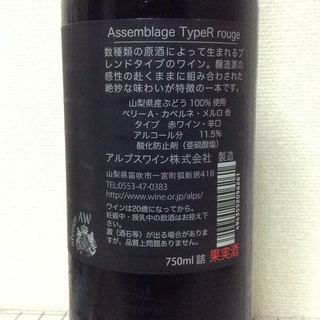 Assemblage TypeR rouge
数種類の原酒によって生まれるブ
レンドタイプのワイン。醸造家の
感性の赴くままに組み合わされた
絶妙な味わいが特徴の一本です。
山梨県産ぶどう100%使用
ベリーA・カベルネ・メルロ 他
タイプ 赤ワイン・辛口
アルコール分 11.5%
酸化防止剤(亜硫酸塩)
アルプスワイン株式会社 製造
山梨県笛吹市一宮町狐新居418
TEL:0553-47-0383
http://www.wine.or.jp/alps/
ワインは20歳になってから。
妊娠中・授乳中の飲酒はお控え下さい。
澱(酒石等)が出る場合があり
ますが、品質上問題ありません。
750ml 詰 果実酒
AW